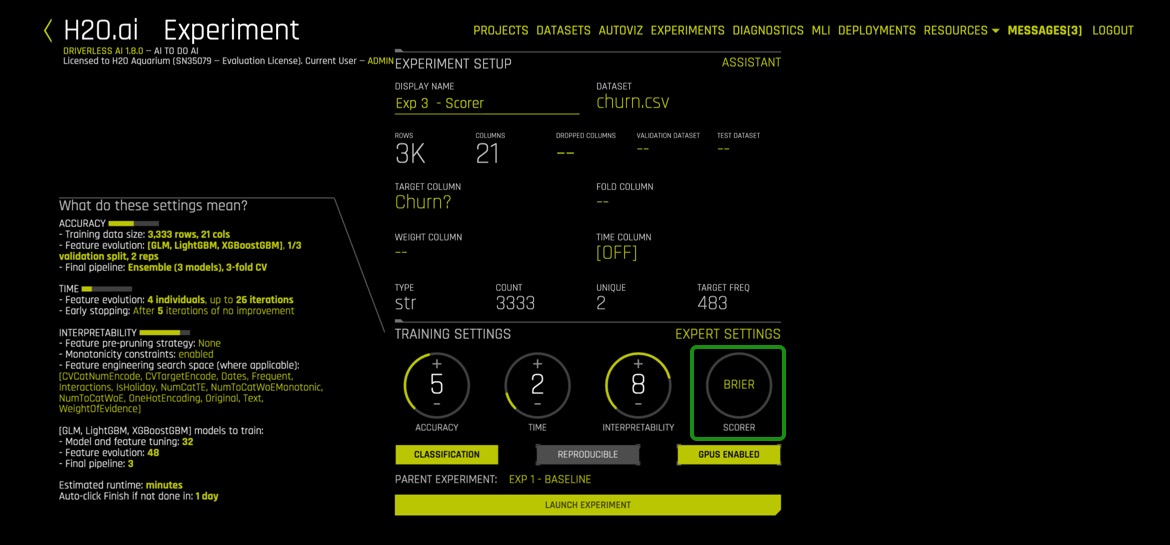 H2O.ai Experiment
PROJECTS DATASETS AUTOVIZ EXPERIMENTS DIAGNOSTICS MLI DEPLOYMENTS RESOURCES MESSAGES[3] LOGOUT
DRIVERLESS AI 1.8.0 – AI TO DO AI
Licensed to H2O Aquarium (SN35079 – Evaluation License). Current User – ADMIN
EXPERIMENT SETUP
ASSISTANT
DISPLAY NAME
Exp 3 - Scorer
DATASET
churn.csv
ROWS
3K
COLUMNS
21
DROPPED COLUMNS
--
VALIDATION DATASET
--
TEST DATASET
--
TARGET COLUMN
Churn?
FOLD COLUMN
--
WEIGHT COLUMN
--
TIME COLUMN
[OFF]
TYPE
str
COUNT
3333
UNIQUE
2
TARGET FREQ
483
What do these settings mean?
ACCURACY
- Training data size: 3,333 rows, 21 cols
- Feature evolution: [GLM, LightGBM, XGBoostGBM], 1/3
validation split, 2 reps
- Final pipeline: Ensemble (3 models), 3-fold CV
TIME
- Feature evolution: 4 individuals, up to 26 iterations
- Early stopping: After 5 iterations of no improvement
INTERPRETABILITY
- Feature pre-pruning strategy: None
- Monotonicity constraints: enabled
- Feature engineering search space (where applicable):
[CVCatNumEncode, CVTargetEncode, Dates, Frequent,
Interactions, IsHoliday, NumCatTE, NumToCatWoEMonotonic,
NumToCatWoE, OneHotEncoding, Original, Text,
WeightOfEvidence]
[GLM, LightGBM, XGBoostGBM] models to train:
- Model and feature tuning: 32
- Feature evolution: 48
- Final pipeline: 3
Estimated runtime: minutes
Auto-click Finish if not done in: 1 day
TRAINING SETTINGS
EXPERT SETTINGS
+
5
-
ACCURACY
+
2
-
TIME
+
8
-
INTERPRETABILITY
BRIER
SCORER
CLASSIFICATION
REPRODUCIBLE
GPUS ENABLED
PARENT EXPERIMENT: EXP 1 - BASELINE
LAUNCH EXPERIMENT